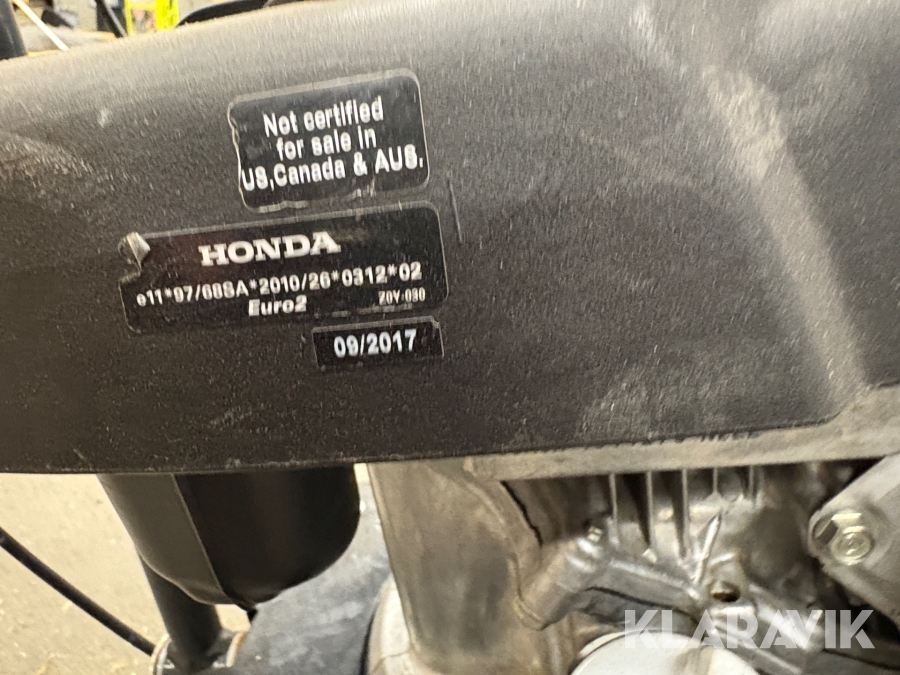 Not certified
for sale in
US,Canada & AUS.
HONDA
e11*97/68SA*2010/26*0312*02
Euro2 Z0Y-030
09/2017
KLARAVIK